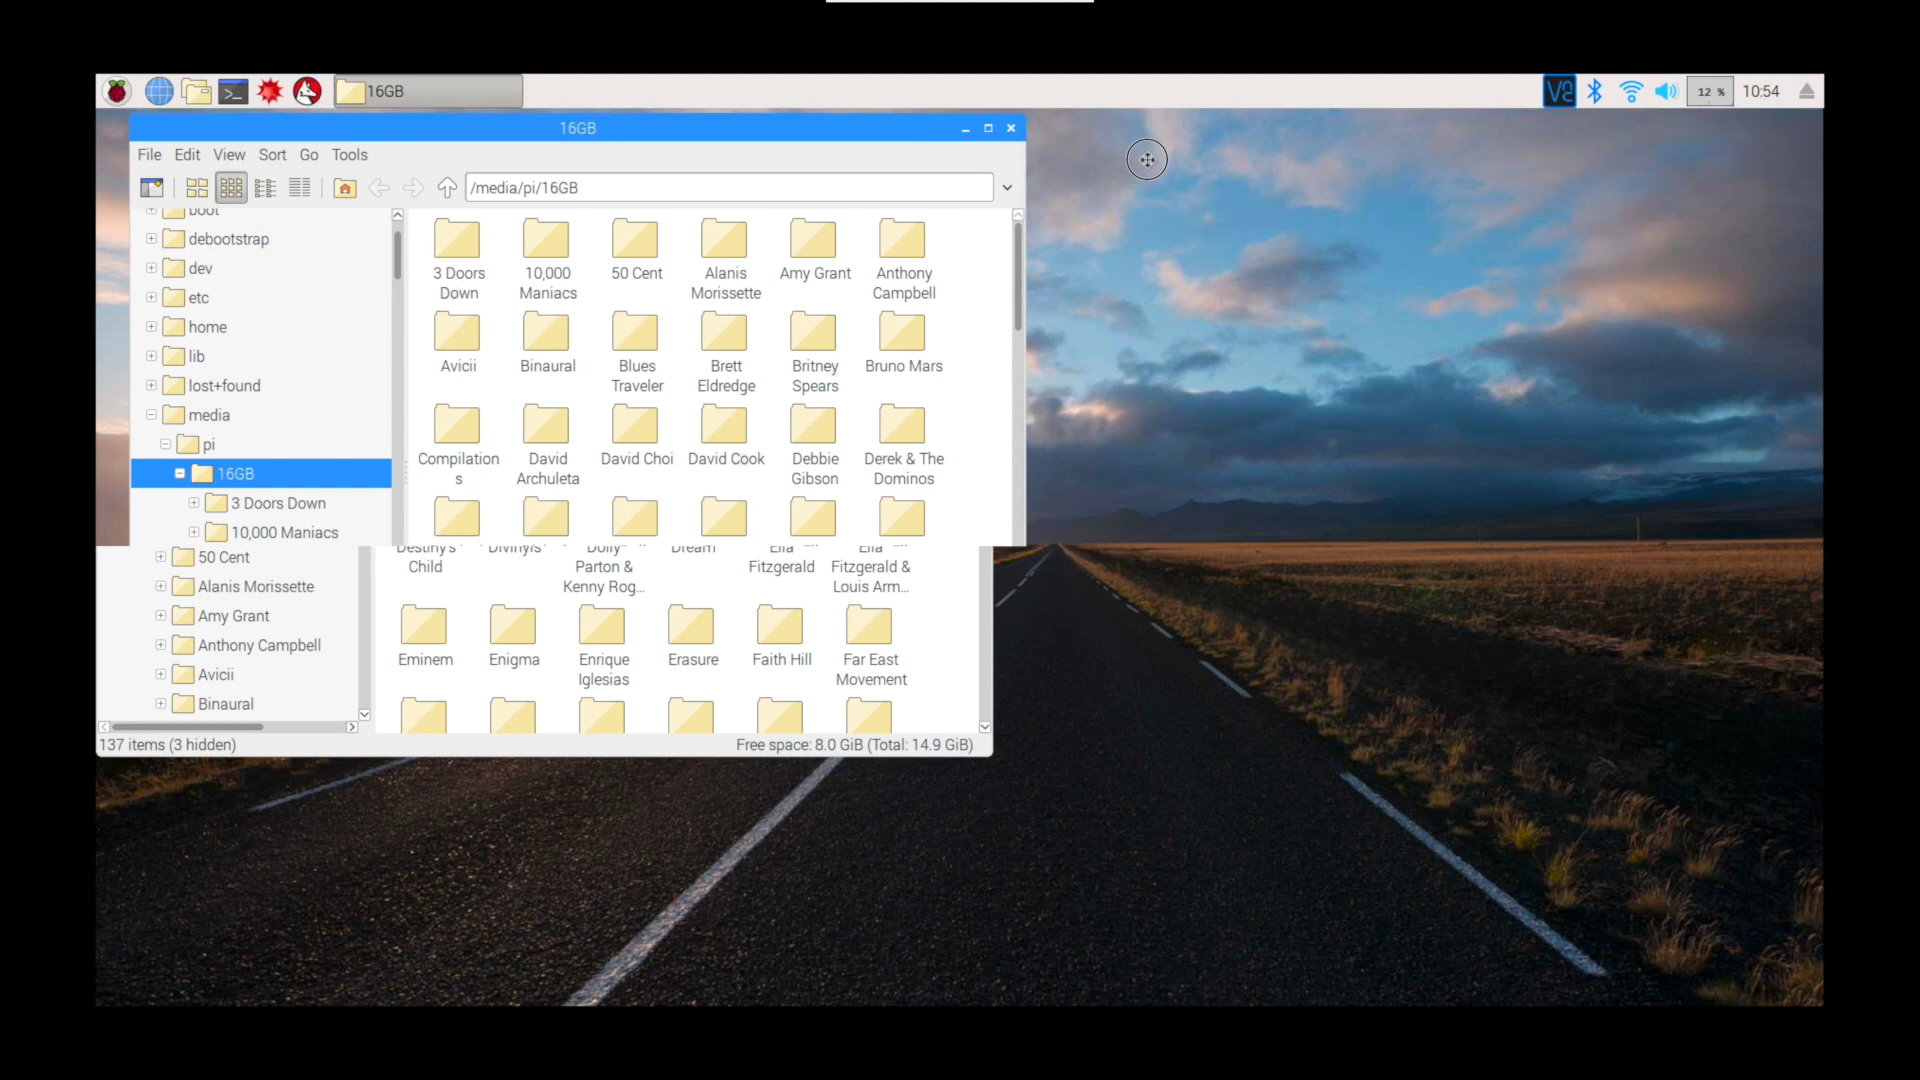 16GB
12 %
10:54
16GB
File Edit View Sort Go Tools
/media/pi/16GB
boot
debootstrap
dev
etc
home
lib
lost+found
media
pi
16GB
3 Doors Down
10,000 Maniacs
50 Cent
Alanis Morissette
Amy Grant
Anthony Campbell
Avicii
Binaural
3 Doors
Down
10,000
Maniacs
50 Cent
Alanis
Morissette
Amy Grant
Anthony
Campbell
Avicii
Binaural
Blues
Traveler
Brett
Eldredge
Britney
Spears
Bruno Mars
Compilation
s
David
Archuleta
David Choi
David Cook
Debbie
Gibson
Derek & The
Dominos
Destiny's
Child
Divinyls
Dolly
Parton &
Kenny Rog...
Dream
Ella
Fitzgerald
Ella
Fitzgerald &
Louis Arm...
Eminem
Enigma
Enrique
Iglesias
Erasure
Faith Hill
Far East
Movement
137 items (3 hidden)
Free space: 8.0 GiB (Total: 14.9 GiB)